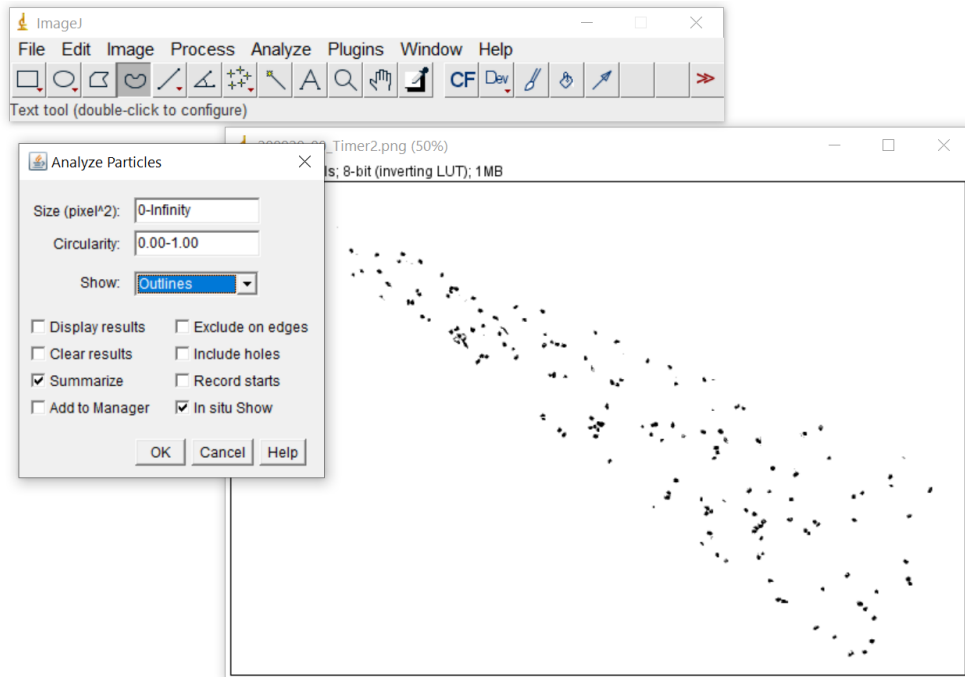 ImageJ
File Edit Image Process Analyze Plugins Window Help
CF Dev
Text tool (double-click to configure)
Timer2.png (50%)
8-bit (inverting LUT); 1MB
Analyze Particles
Size (pixel^2): 0-Infinity
Circularity: 0.00-1.00
Show: Outlines
Display results Exclude on edges
Clear results Include holes
Summarize Record starts
Add to Manager In situ Show
OK Cancel Help